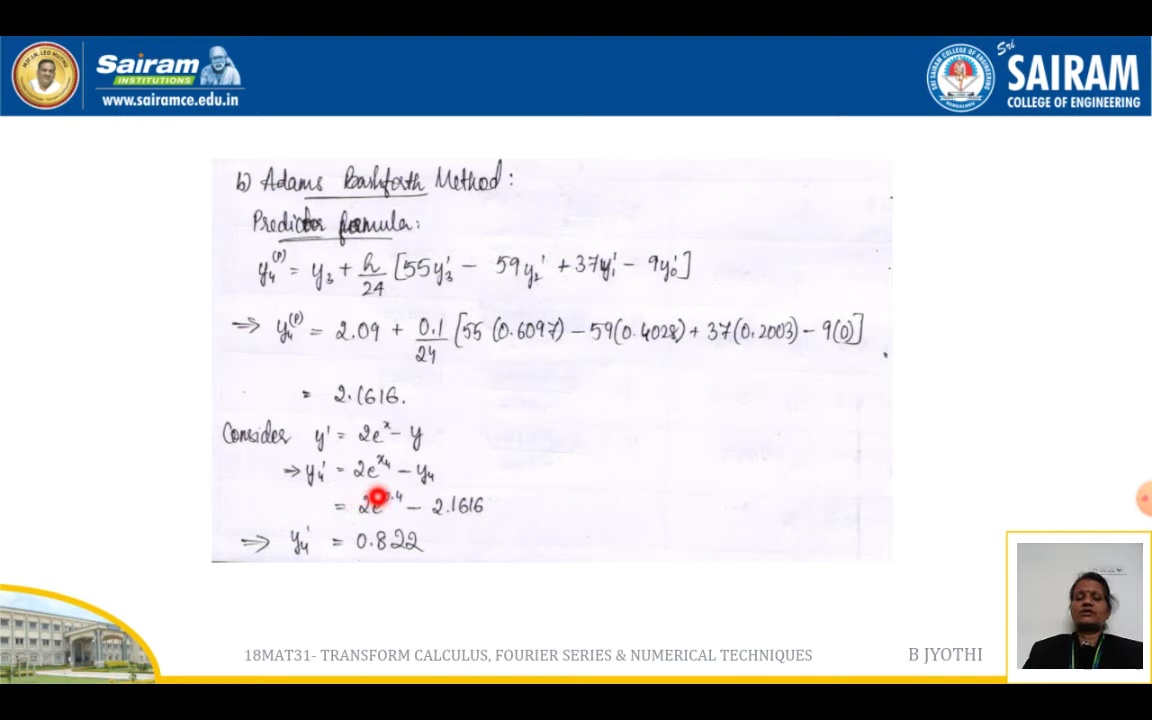 Sairam
INSTITUTIONS
www.sairamce.edu.in
Sri
SAIRAM
COLLEGE OF ENGINEERING
b) Adams Bashforth Method:
Predictor formula:
y₄⁽ᵖ⁾ = y₃ + h/24 [55y₃' − 59y₂' + 37y₁' − 9y₀']
⇒ y₄⁽ᵖ⁾ = 2.09 + 0.1/24 [55 (0.6097) − 59(0.4028) + 37(0.2003) − 9(0)]
= 2.1616.
Consider y' = 2eˣ − y
⇒ y₄' = 2e^x₄ − y₄
= 2e^0.4 − 2.1616
⇒ y₄' = 0.822
18MAT31- TRANSFORM CALCULUS, FOURIER SERIES & NUMERICAL TECHNIQUES
B JYOTHI